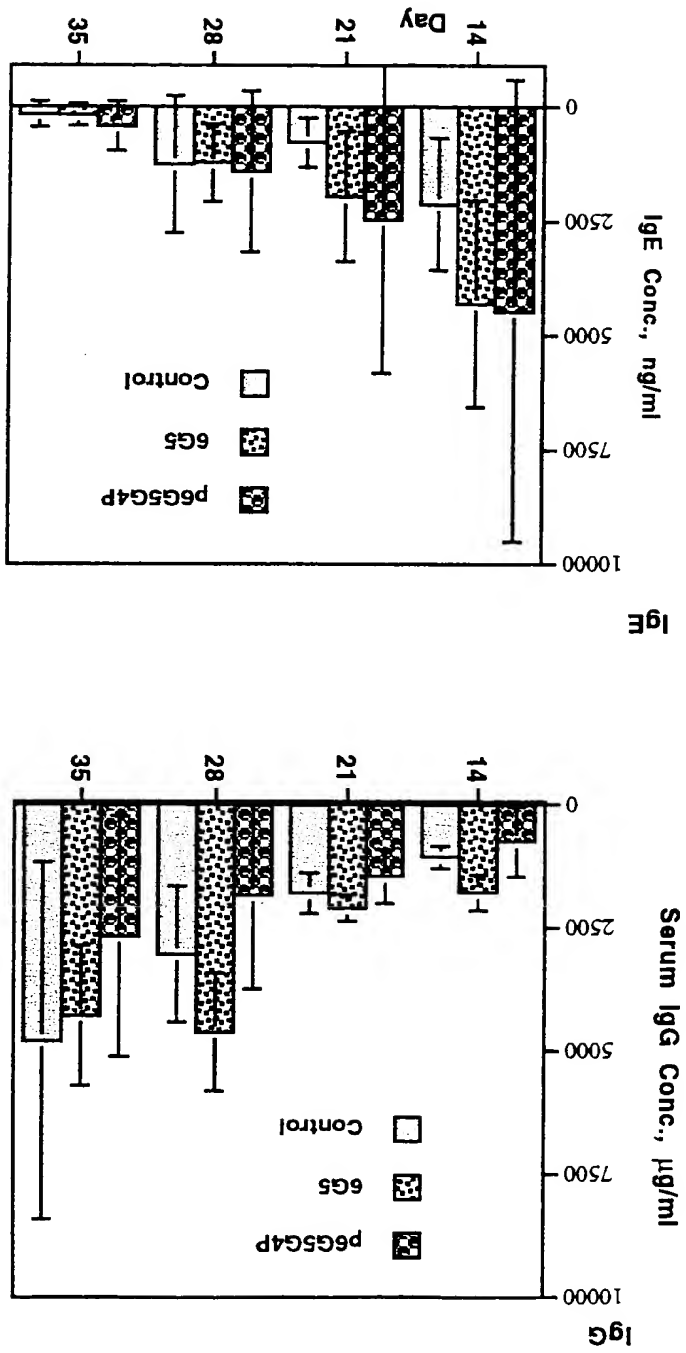 IgG
Serum IgG Conc., µg/ml
10000
7500
5000
2500
0
p6G5G4P
6G5
Control
14 21 28 35
IgE
IgE Conc., ng/ml
10000
7500
5000
2500
0
p6G5G4P
6G5
Control
14 21 28 35
Day